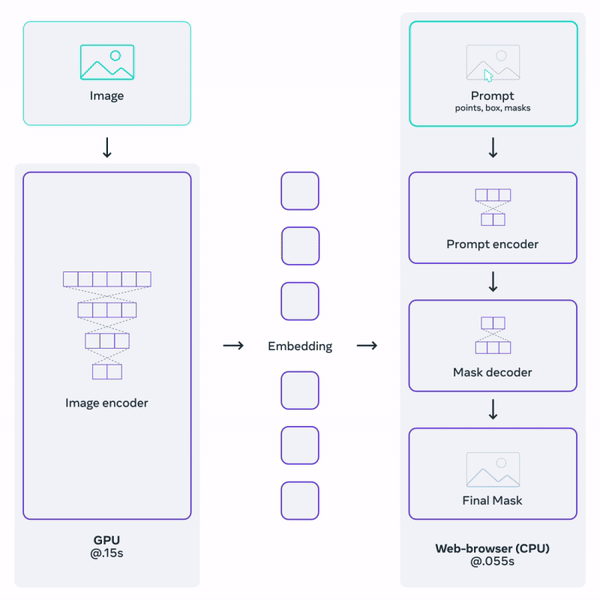 Image
Image encoder
GPU
@.15s
Embedding
Prompt
points, box, masks
Prompt encoder
Mask decoder
Final Mask
Web-browser (CPU)
@.055s